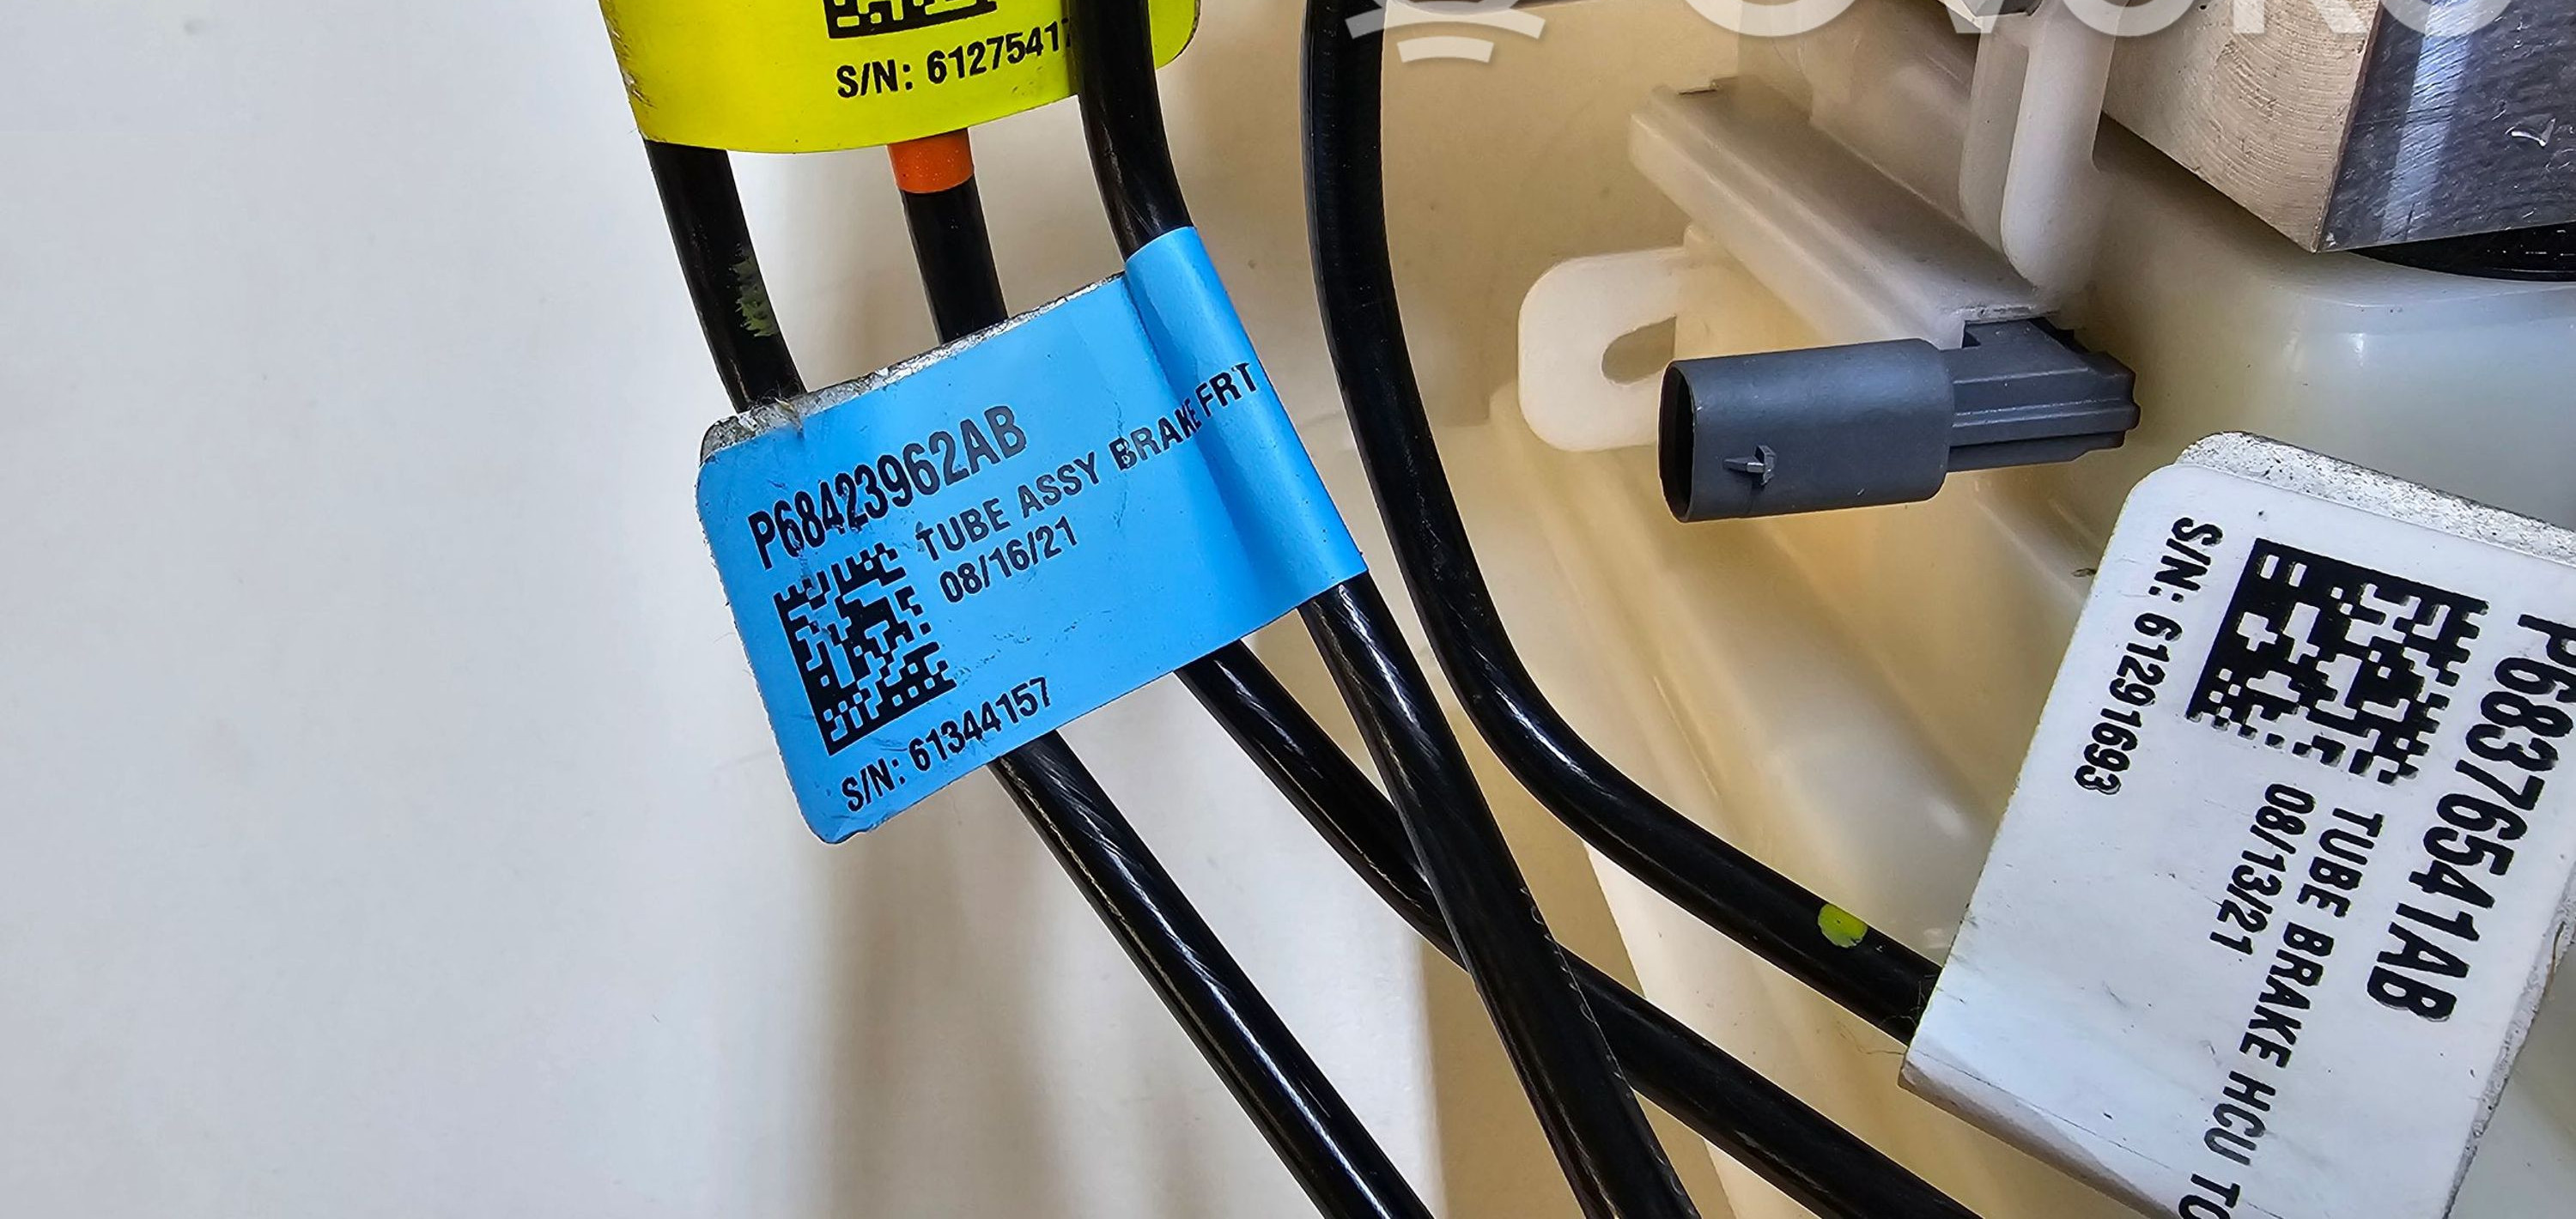 S/N: 6127541
P68423962AB
TUBE ASSY BRAKE FRT
08/16/21
S/N: 61344157
P68376541AB
TUBE BRAKE HCU TO
08/13/21
S/N: 61291693